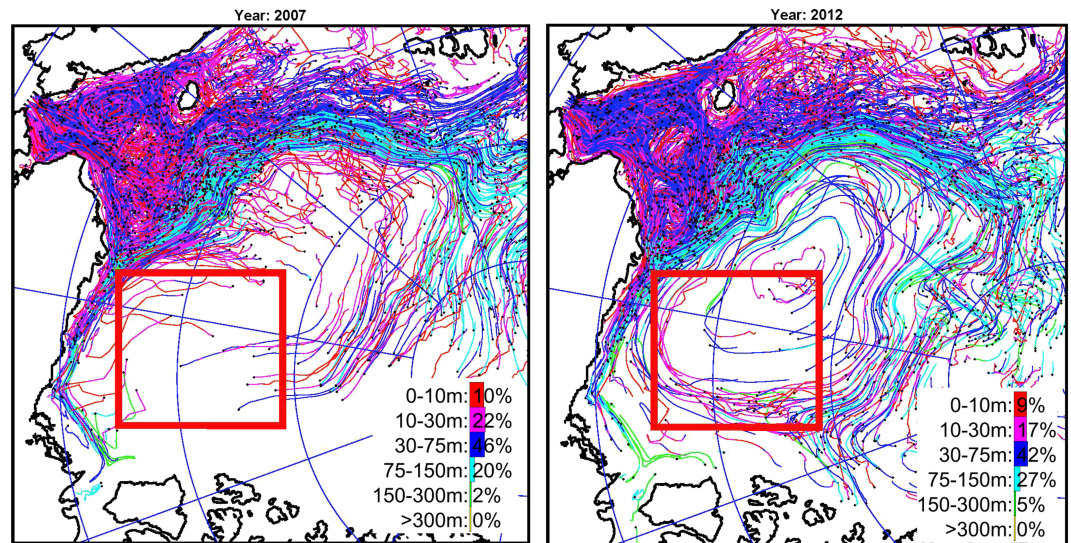 Year: 2007
0-10m: 10%
10-30m: 22%
30-75m: 46%
75-150m: 20%
150-300m: 2%
>300m: 0%
Year: 2012
0-10m: 9%
10-30m: 17%
30-75m: 42%
75-150m: 27%
150-300m: 5%
>300m: 0%